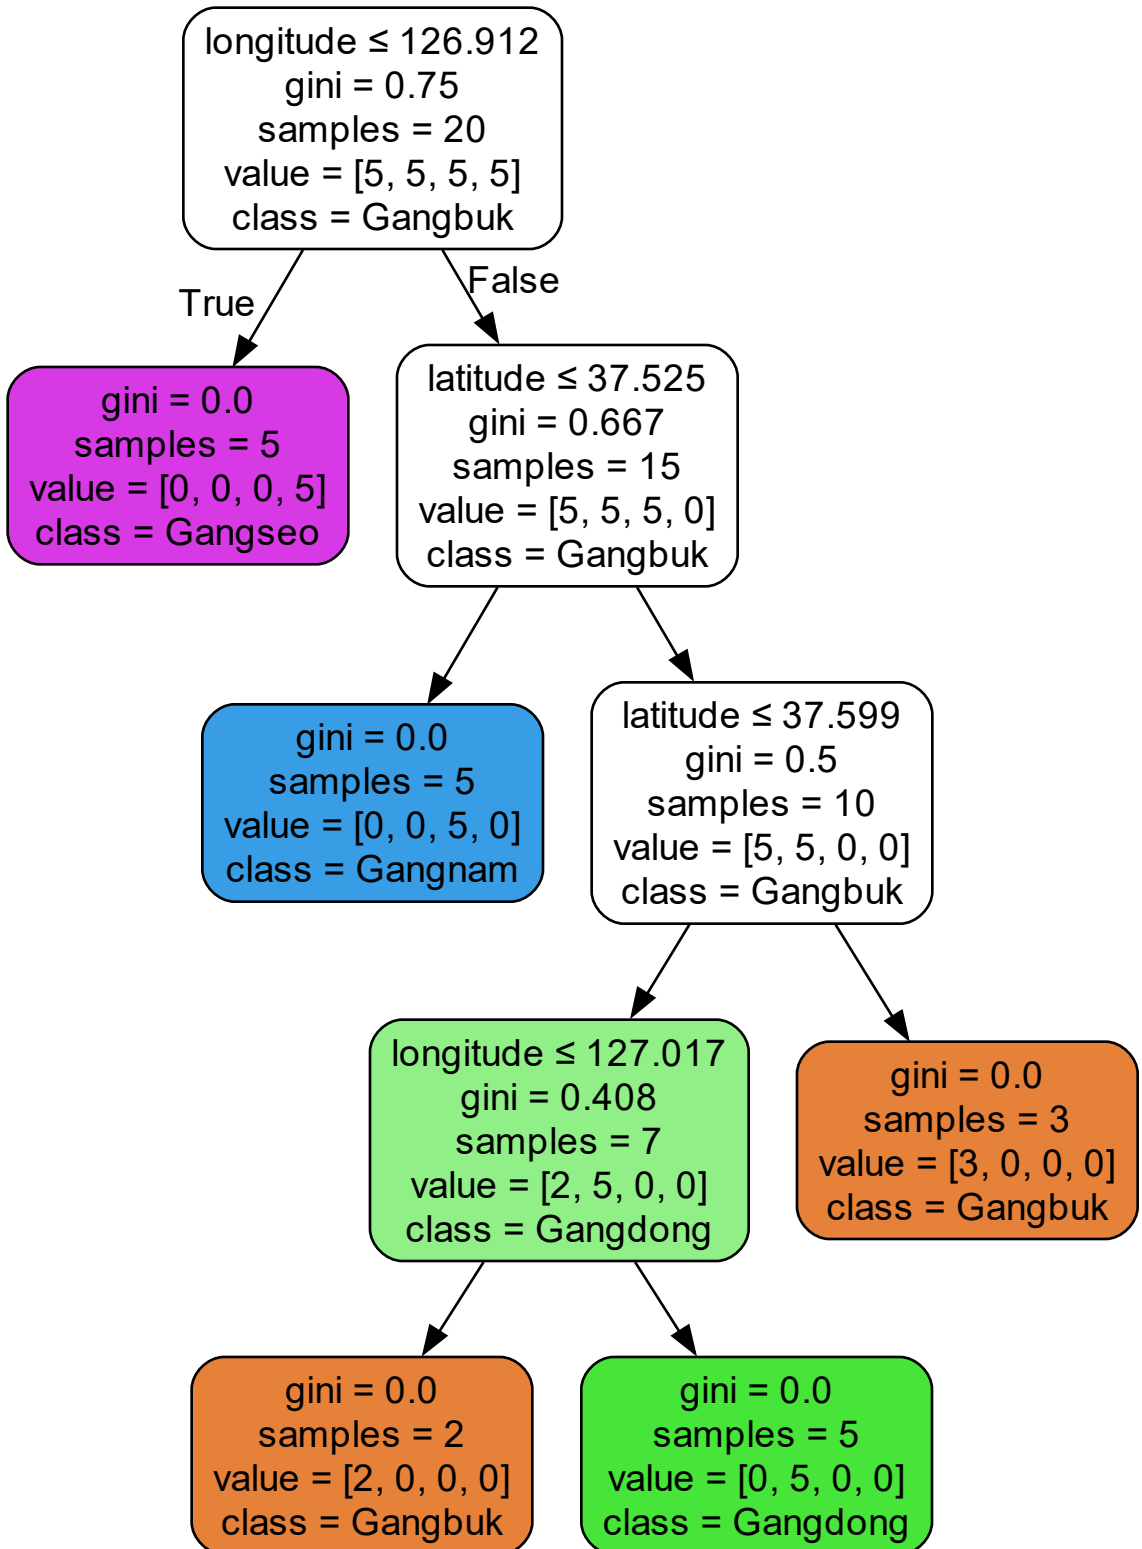 longitude ≤ 126.912
gini = 0.75
samples = 20
value = [5, 5, 5, 5]
class = Gangbuk
True
False
gini = 0.0
samples = 5
value = [0, 0, 0, 5]
class = Gangseo
latitude ≤ 37.525
gini = 0.667
samples = 15
value = [5, 5, 5, 0]
class = Gangbuk
gini = 0.0
samples = 5
value = [0, 0, 5, 0]
class = Gangnam
latitude ≤ 37.599
gini = 0.5
samples = 10
value = [5, 5, 0, 0]
class = Gangbuk
longitude ≤ 127.017
gini = 0.408
samples = 7
value = [2, 5, 0, 0]
class = Gangdong
gini = 0.0
samples = 3
value = [3, 0, 0, 0]
class = Gangbuk
gini = 0.0
samples = 2
value = [2, 0, 0, 0]
class = Gangbuk
gini = 0.0
samples = 5
value = [0, 5, 0, 0]
class = Gangdong